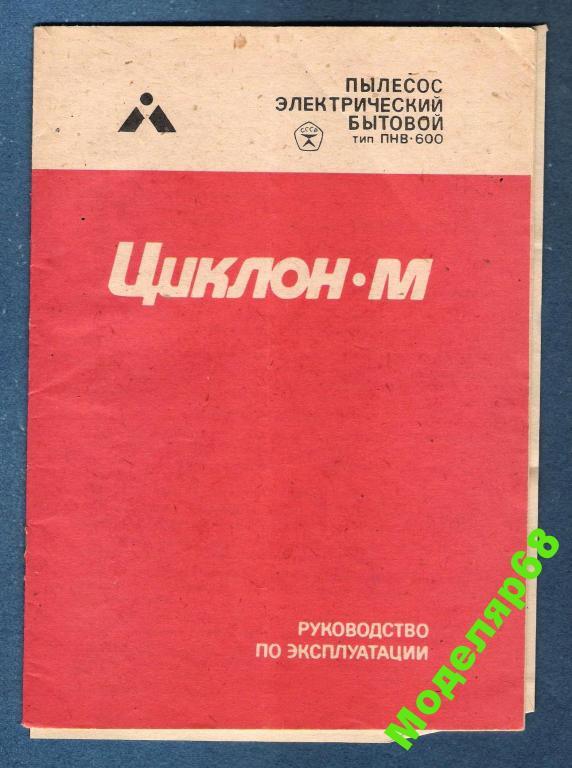 ПЫЛЕСОС
ЭЛЕКТРИЧЕСКИЙ
БЫТОВОЙ
тип ПНВ·600
СССР
Циклон·М
РУКОВОДСТВО
ПО ЭКСПЛУАТАЦИИ
Моделяр68